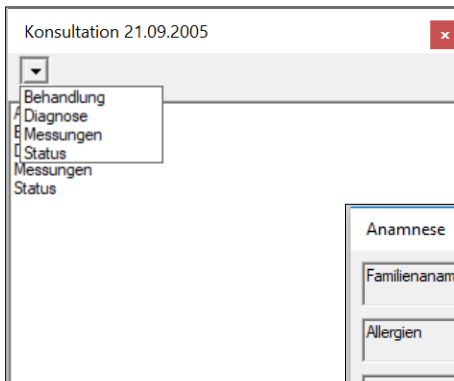 Konsultation 21.09.2005
Behandlung
Diagnose
Messungen
Status
Messungen
Status
Anamnese
Allergien